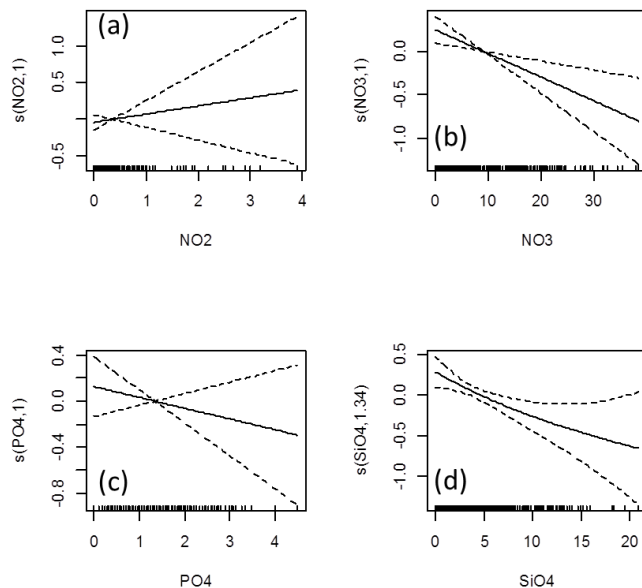 (a)
s(NO2,1)
1.0
0.5
-0.5
0 1 2 3 4
NO2
(b)
s(NO3,1)
0.0
-0.5
-1.0
0 10 20 30
NO3
(c)
s(PO4,1)
0.4
0.0
-0.4
-0.8
0 1 2 3 4
PO4
(d)
s(SiO4,1.34)
0.5
0.0
-1.0
0 5 10 15 20
SiO4